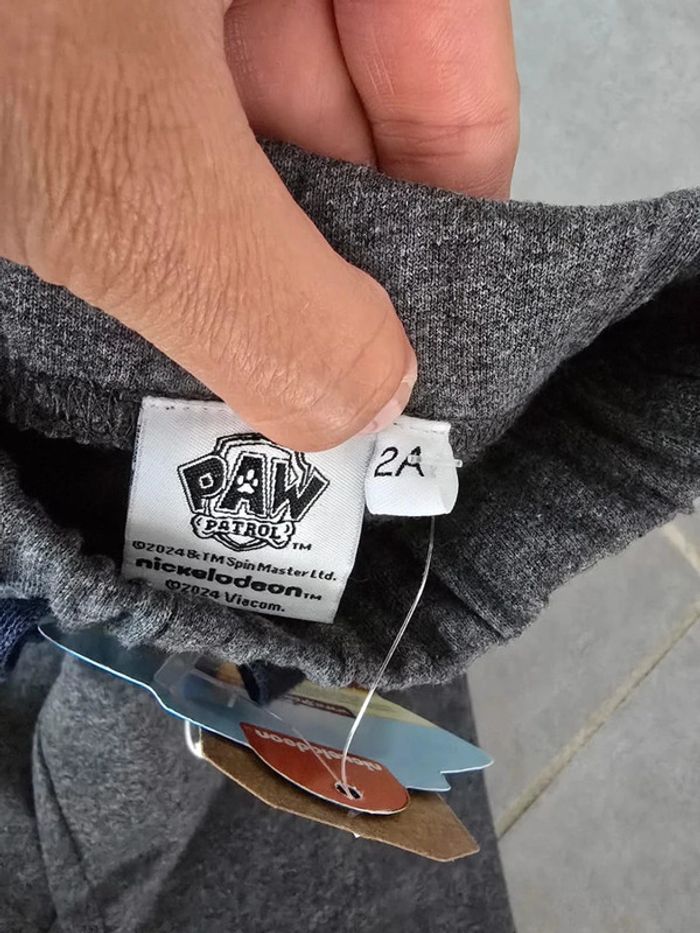 PAW
PATROL TM
©2024 & TM Spin Master Ltd.
nickelodeon TM
©2024 Viacom.
2A
nickelodeon